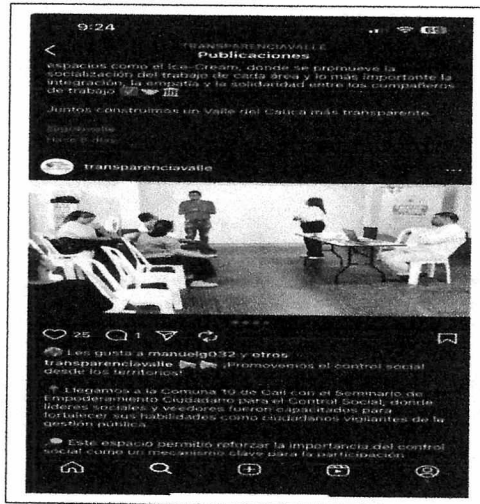 9:24
63
TRANSPARENCIAVALLE
Publicaciones
espacios como el Ice-Cream, donde se promueve la
socialización del trabajo de cada área y lo más importante la
integración, la empatía y la solidaridad entre los compañeros
de trabajo
Juntos construimos un Valle del Cauca más transparente.
Hace 6 días
transparenciavalle
25 1
Les gusta a manuelg032 y otros
transparenciavalle ¡Promovemos el control social
desde los territorios!
Llegamos a la Comuna 19 de Cali con el Seminario de
Empoderamiento Ciudadano para el Control Social, donde
líderes sociales y veedores fueron capacitados para
fortalecer sus habilidades como ciudadanos vigilantes de la
gestión pública.
Este espacio permitió reforzar la importancia del control
social como un mecanismo clave para la participación